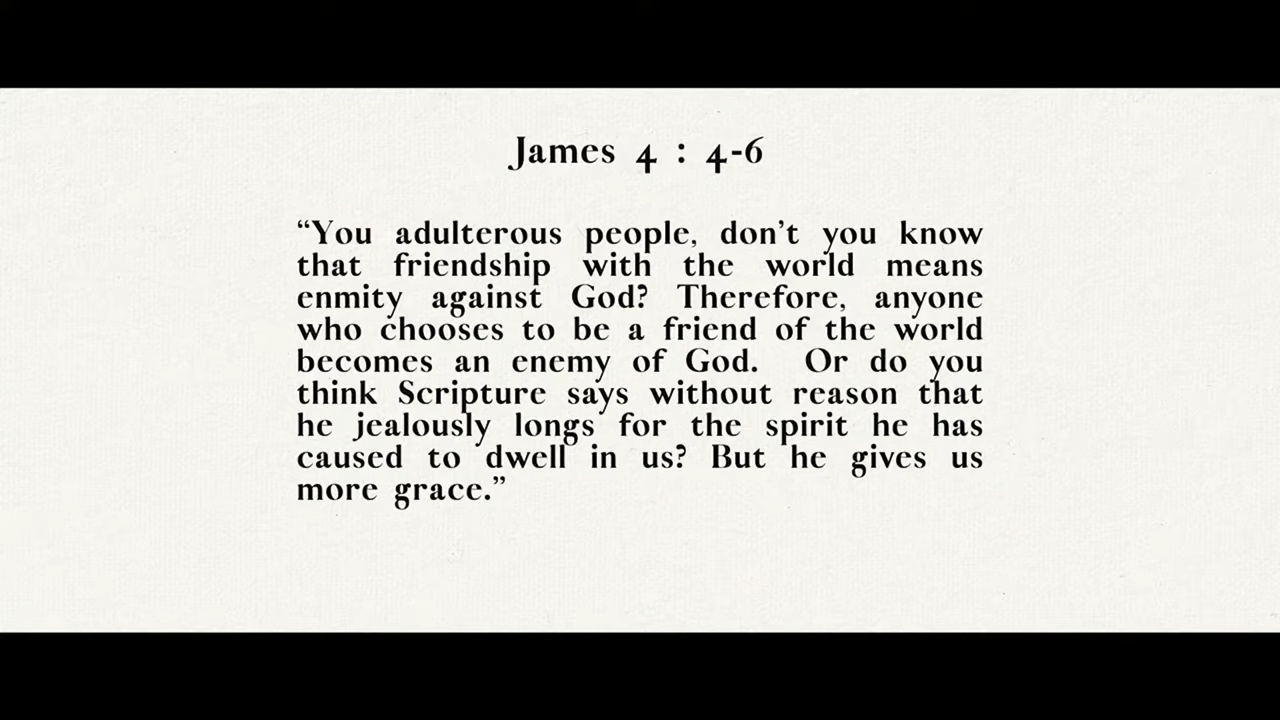 James 4 : 4-6
“You adulterous people, don’t you know
that friendship with the world means
enmity against God? Therefore, anyone
who chooses to be a friend of the world
becomes an enemy of God. Or do you
think Scripture says without reason that
he jealously longs for the spirit he has
caused to dwell in us? But he gives us
more grace.”